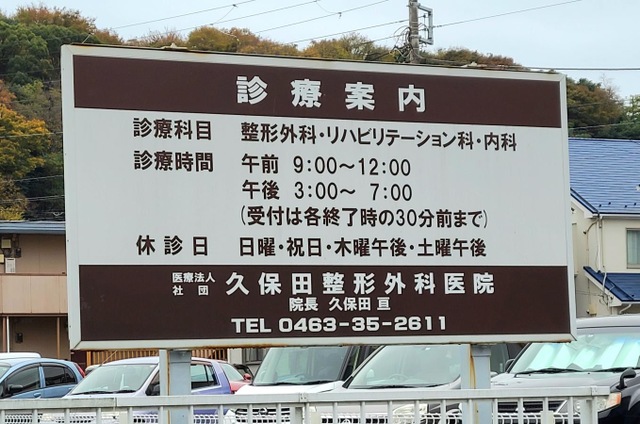 診療案内
診療科目 整形外科・リハビリテーション科・内科
診療時間 午前 9:00〜12:00
午後 3:00〜 7:00
(受付は各終了時の30分前まで)
休診日 日曜・祝日・木曜午後・土曜午後
医療法人社団 久保田整形外科医院
院長 久保田 亘
TEL 0463-35-2611